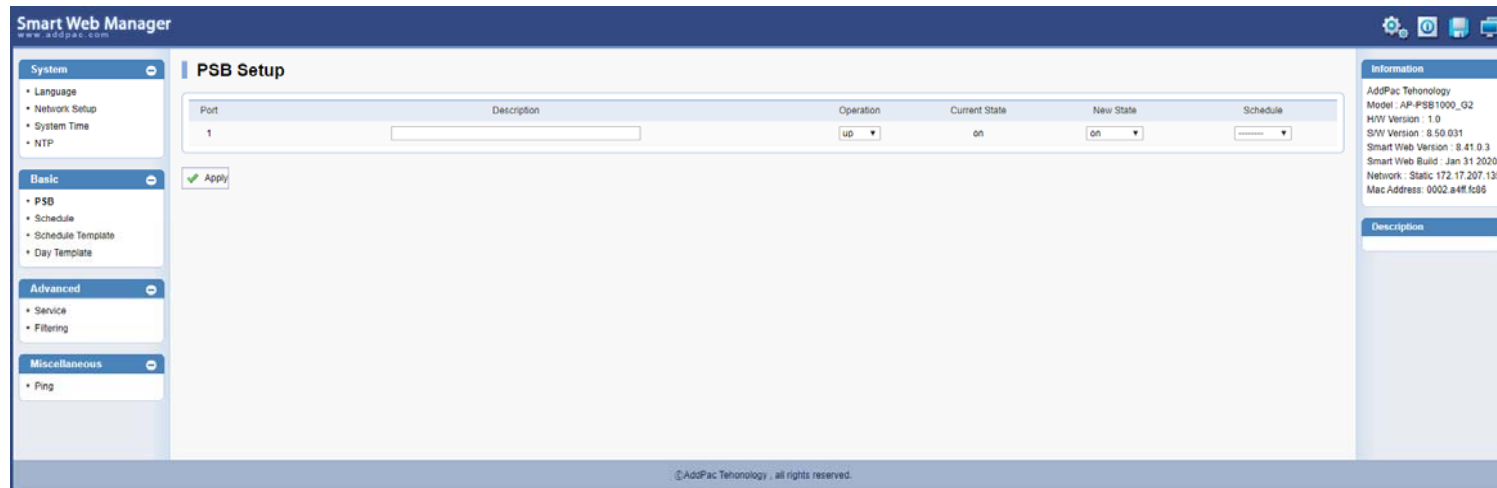 Smart Web Manager
www.addpac.com
System
Language
Network Setup
System Time
NTP
Basic
PSB
Schedule
Schedule Template
Day Template
Advanced
Service
Filtering
Miscellaneous
Ping
PSB Setup
Port Description Operation Current State New State Schedule
1 up on on --------
Apply
Information
AddPac Tehonology
Model : AP-PSB1000_G2
H/W Version : 1.0
S/W Version : 8.50.031
Smart Web Version : 8.41.0.3
Smart Web Build : Jan 31 2020
Network : Static 172.17.207.13
Mac Address: 0002.a4ff.fc86
Description
ⓒAddPac Tehonology , all rights reserved.